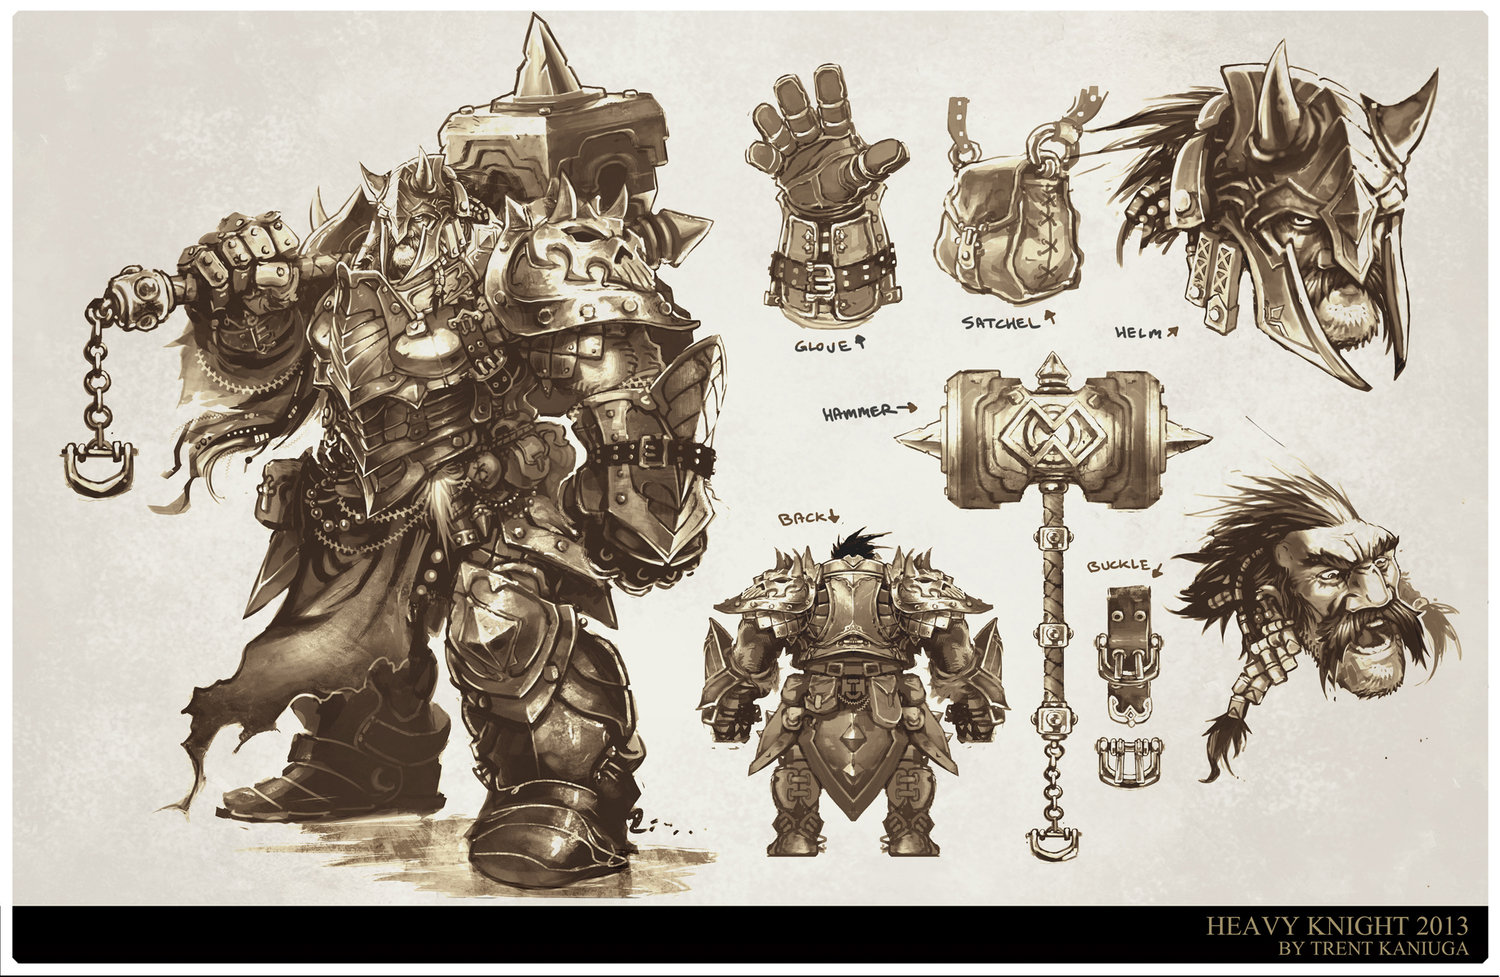 GLOVE
SATCHEL
HELM
HAMMER
BACK
BUCKLE
HEAVY KNIGHT 2013
BY TRENT KANIUGA